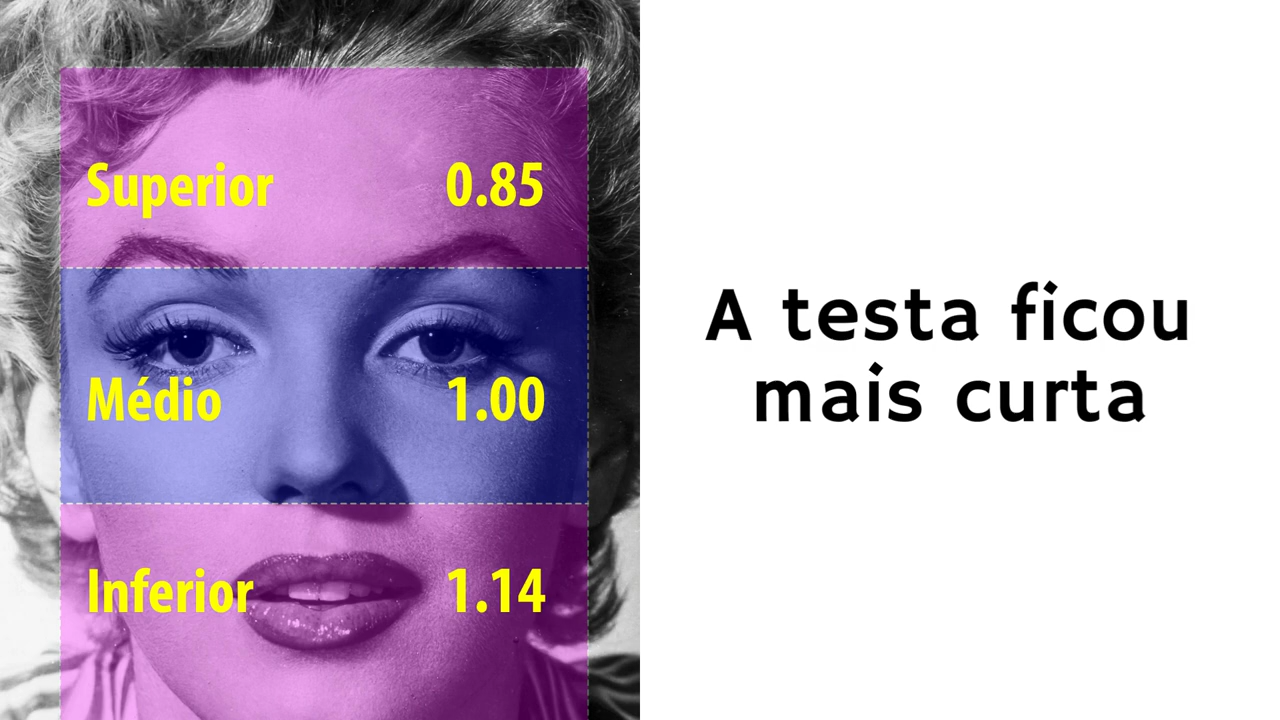 Superior 0.85
Médio 1.00
Inferior 1.14
A testa ficou
mais curta